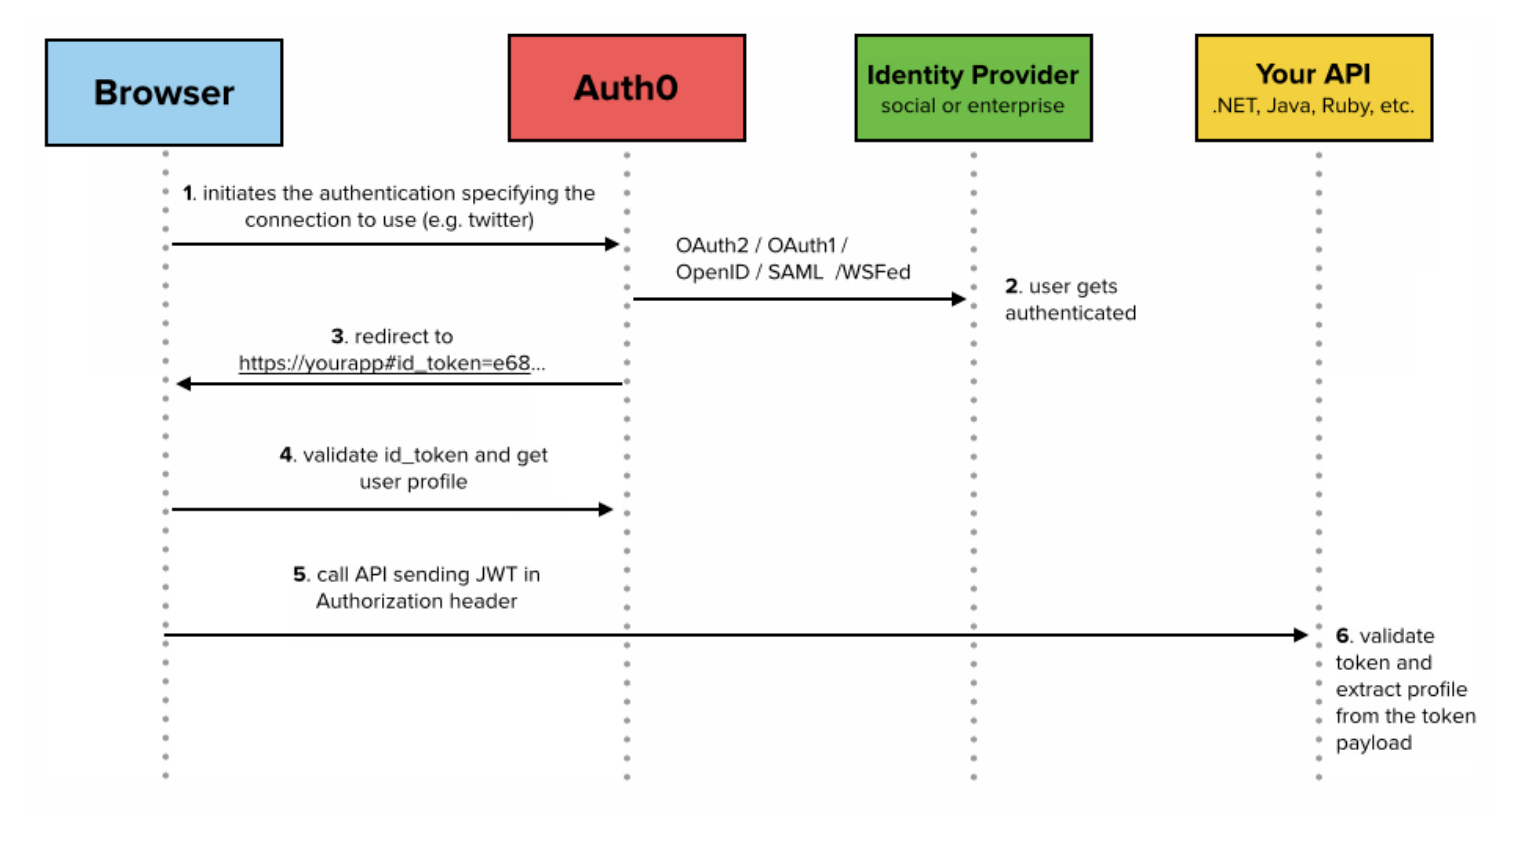 Browser
Auth0
Identity Provider
social or enterprise
Your API
.NET, Java, Ruby, etc.
1. initiates the authentication specifying the
connection to use (e.g. twitter)
OAuth2 / OAuth1 /
OpenID / SAML /WSFed
2. user gets
authenticated
3. redirect to
https://yourapp#id_token=e68...
4. validate id_token and get
user profile
5. call API sending JWT in
Authorization header
6. validate
token and
extract profile
from the token
payload